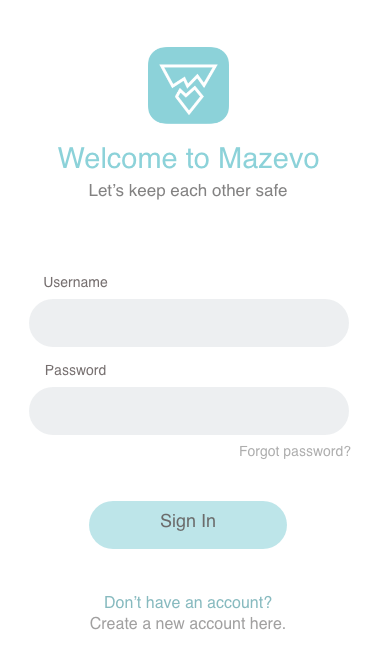 Welcome to Mazevo
Let’s keep each other safe
Username
Password
Forgot password?
Sign In
Don’t have an account?
Create a new account here.